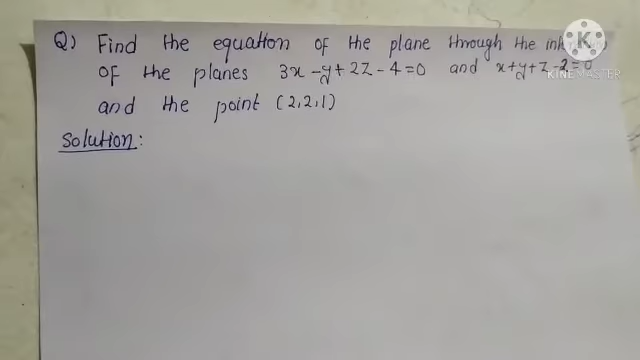 Q) Find the equation of the plane through the
of the planes 3x-y+2z-4=0 and x+y+z-2=0
and the point (2,2,1)
Solution:
K
KINEMASTER